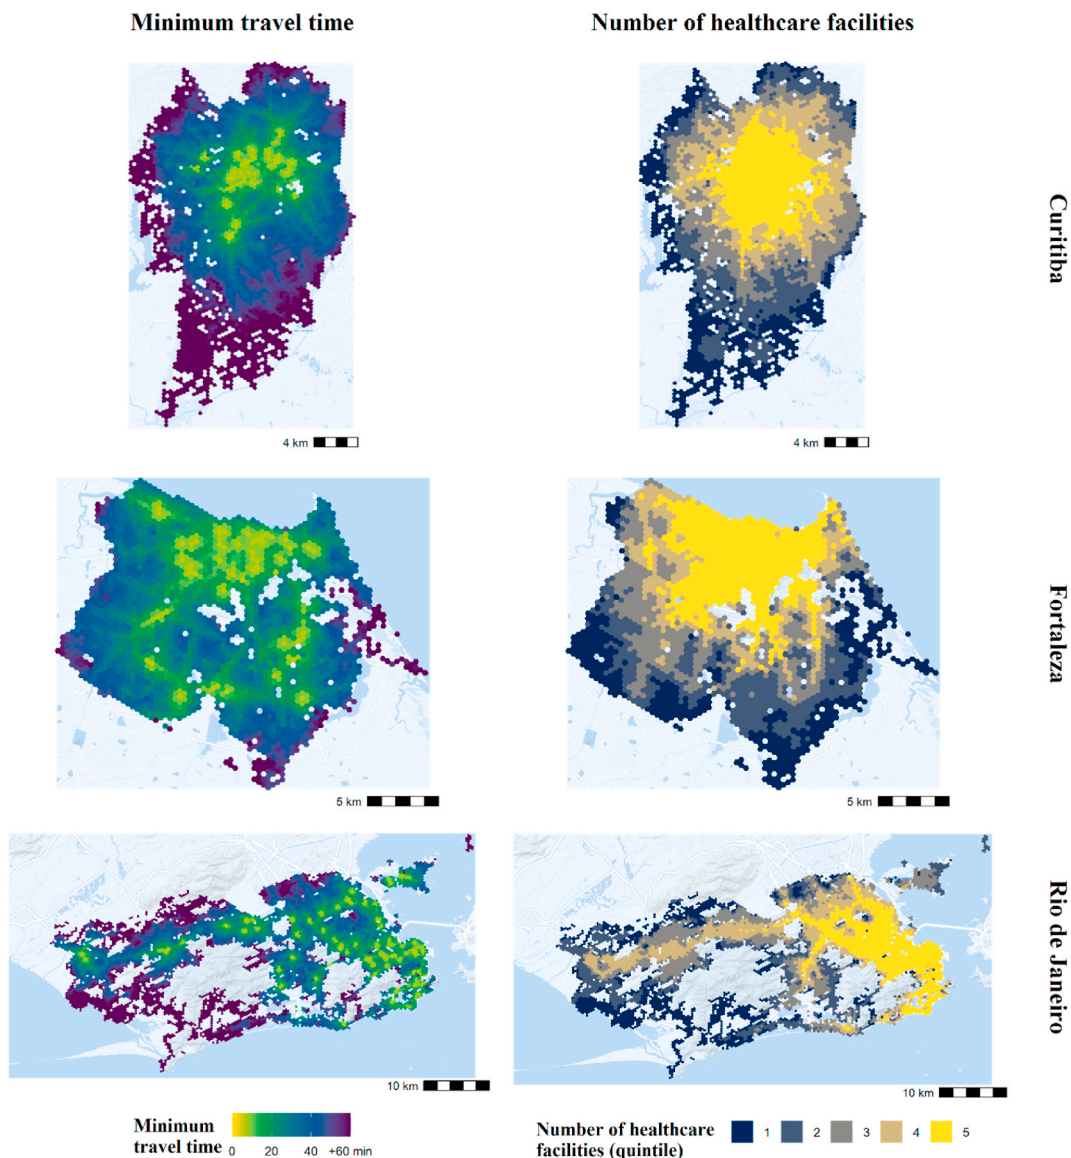 Minimum travel time
Number of healthcare facilities
Curitiba
4 km
4 km
Fortaleza
5 km
5 km
Rio de Janeiro
10 km
10 km
Minimum
travel time
0 20 40 +60 min
Number of healthcare
facilities (quintile)
1 2 3 4 5